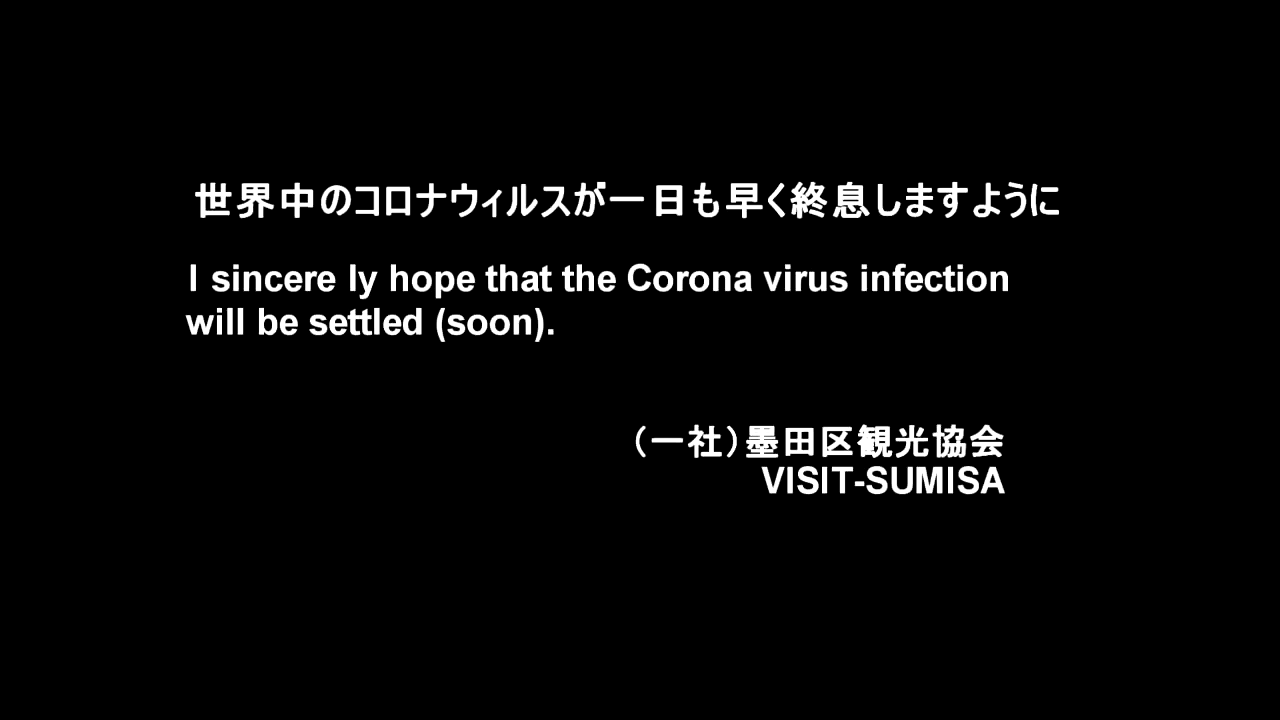 世界中のコロナウィルスが一日も早く終息しますように
I sincere ly hope that the Corona virus infection
will be settled (soon).
（一社）墨田区観光協会
VISIT-SUMISA